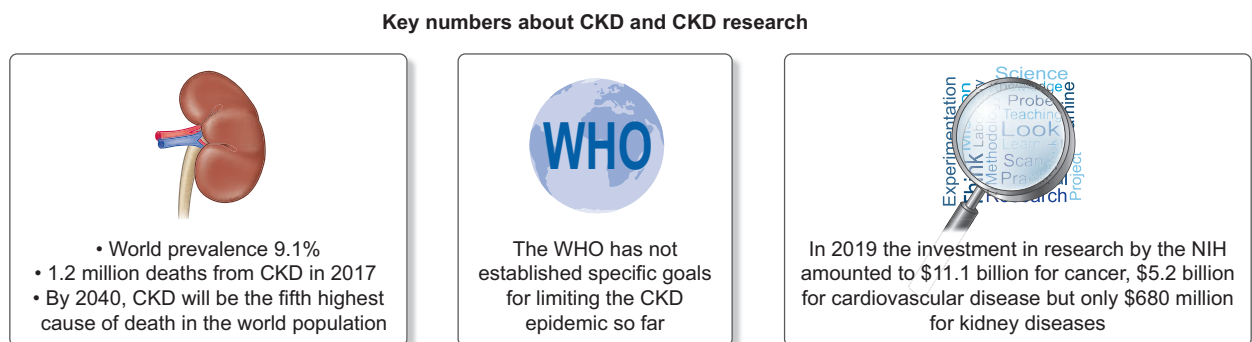 Key numbers about CKD and CKD research
• World prevalence 9.1%
• 1.2 million deaths from CKD in 2017
• By 2040, CKD will be the fifth highest
cause of death in the world population
WHO
The WHO has not
established specific goals
for limiting the CKD
epidemic so far
Science
Experimentation
Probe
Teaching
Look
Scan
Project
In 2019 the investment in research by the NIH
amounted to $11.1 billion for cancer, $5.2 billion
for cardiovascular disease but only $680 million
for kidney diseases